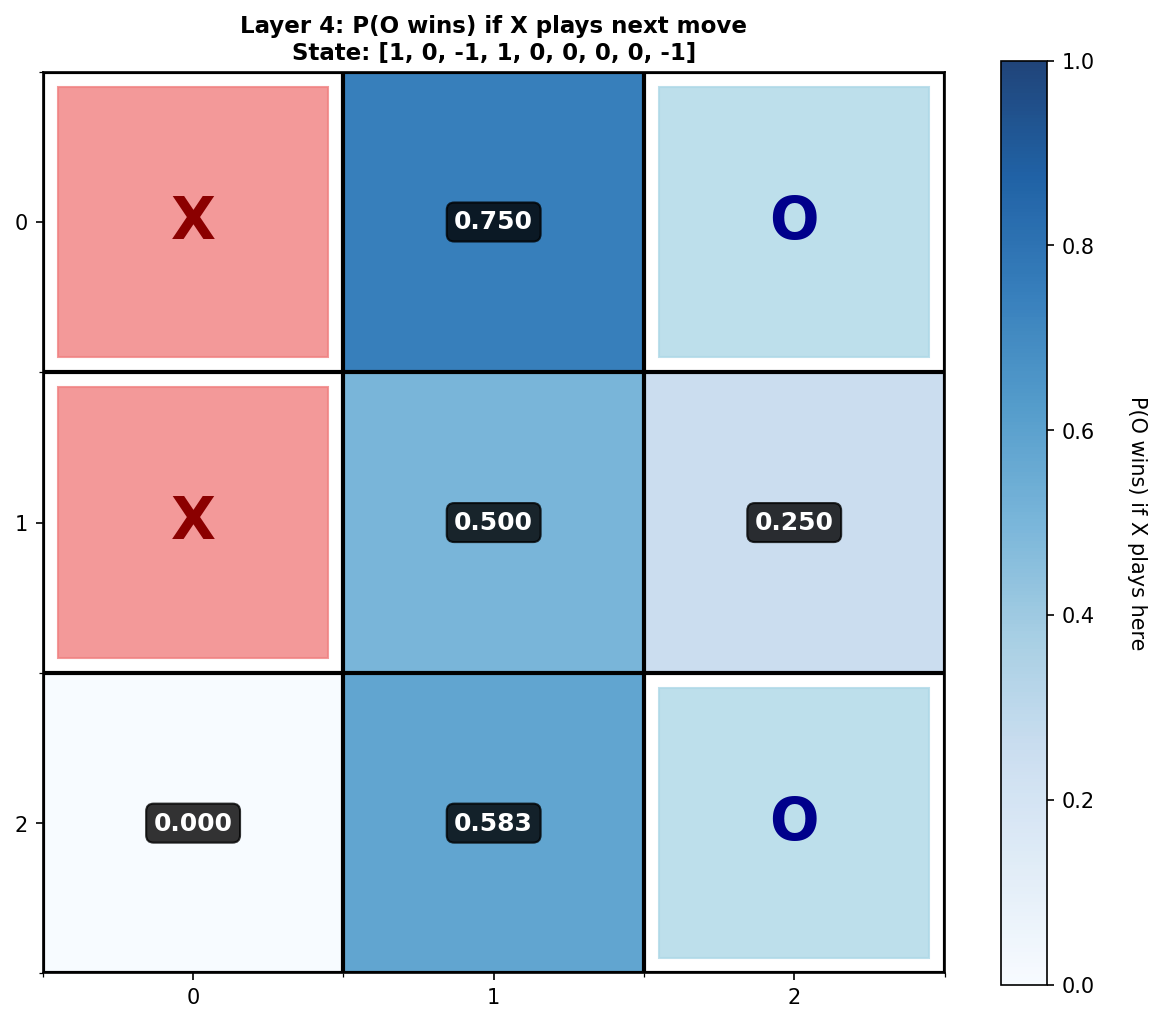 Layer 4: P(O wins) if X plays next move
State: [1, 0, -1, 1, 0, 0, 0, 0, -1]
1.0
0
X
0.750
O
0.8
0.6
P(O wins) if X plays here
1
X
0.500
0.250
0.4
0.2
2
0.000
0.583
O
0.0
0
1
2